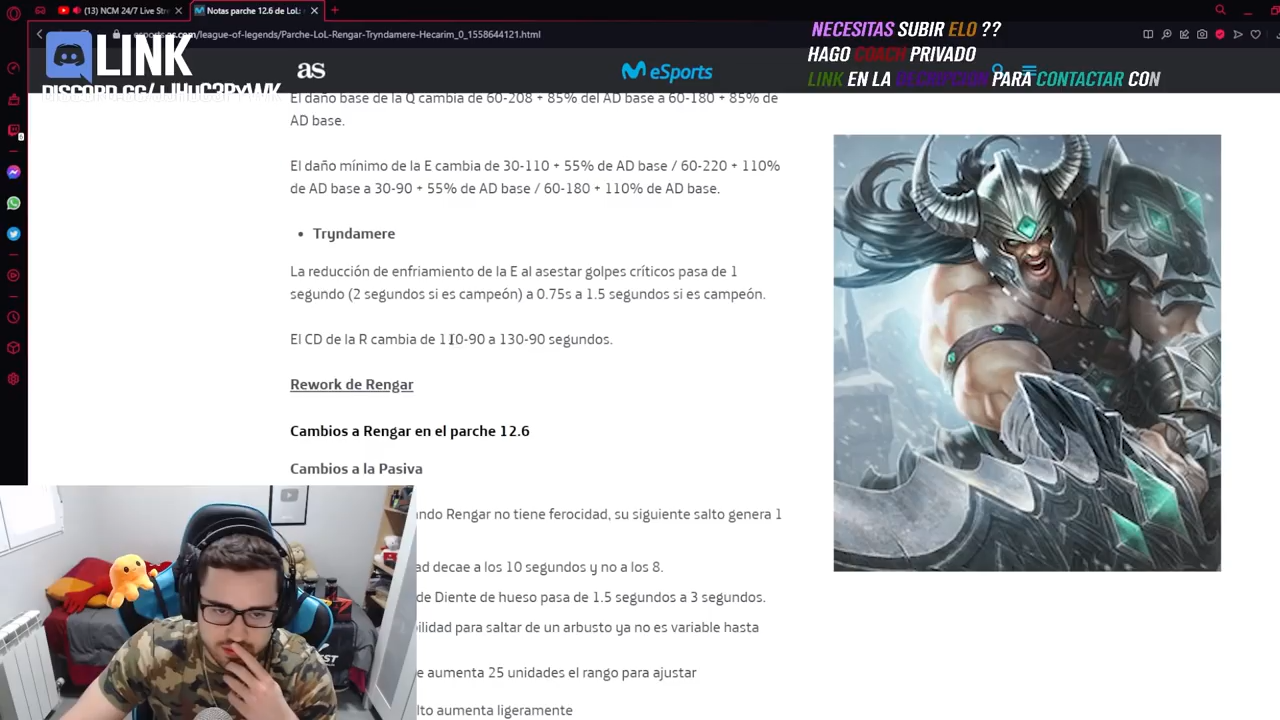 (13) NCM 24/7 Live Stre
Notas parche 12.6 de LoL:
esports.as.com/league-of-legends/Parche-LoL-Rengar-Tryndamere-Hecarim_0_1558644121.html
NECESITAS SUBIR ELO ??
HAGO COACH PRIVADO
LINK EN LA DESCRIPCION PARA CONTACTAR CON
LINK
as
eSports
El daño base de la Q cambia de 60-208 + 85% del AD base a 60-180 + 85% de
AD base.
El daño mínimo de la E cambia de 30-110 + 55% de AD base / 60-220 + 110%
de AD base a 30-90 + 55% de AD base / 60-180 + 110% de AD base.
• Tryndamere
La reducción de enfriamiento de la E al asestar golpes críticos pasa de 1
segundo (2 segundos si es campeón) a 0.75s a 1.5 segundos si es campeón.
El CD de la R cambia de 110-90 a 130-90 segundos.
Rework de Rengar
Cambios a Rengar en el parche 12.6
Cambios a la Pasiva
ando Rengar no tiene ferocidad, su siguiente salto genera 1
ad decae a los 10 segundos y no a los 8.
de Diente de hueso pasa de 1.5 segundos a 3 segundos.
bilidad para saltar de un arbusto ya no es variable hasta
e aumenta 25 unidades el rango para ajustar
lto aumenta ligeramente